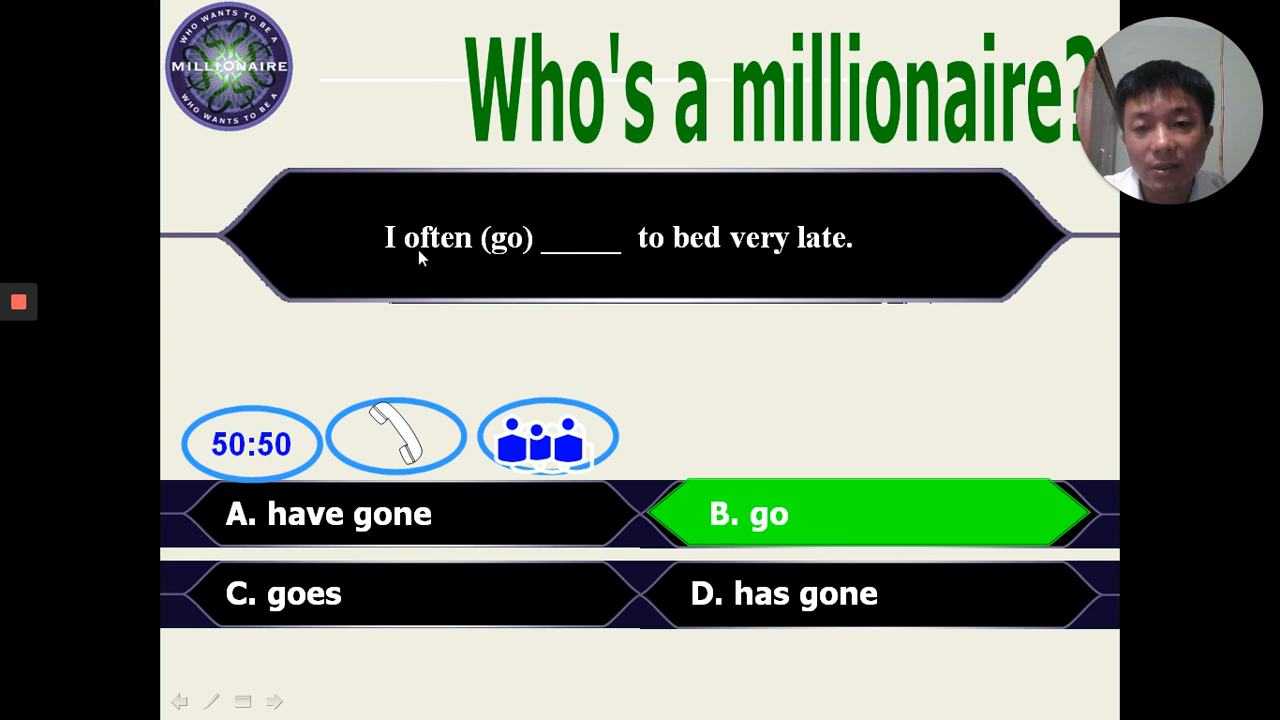 WHO WANTS TO BE A
MILLIONAIRE
WHO WANTS TO BE A
Who's a millionaire?
I often (go) _____ to bed very late.
50:50
A. have gone
B. go
C. goes
D. has gone